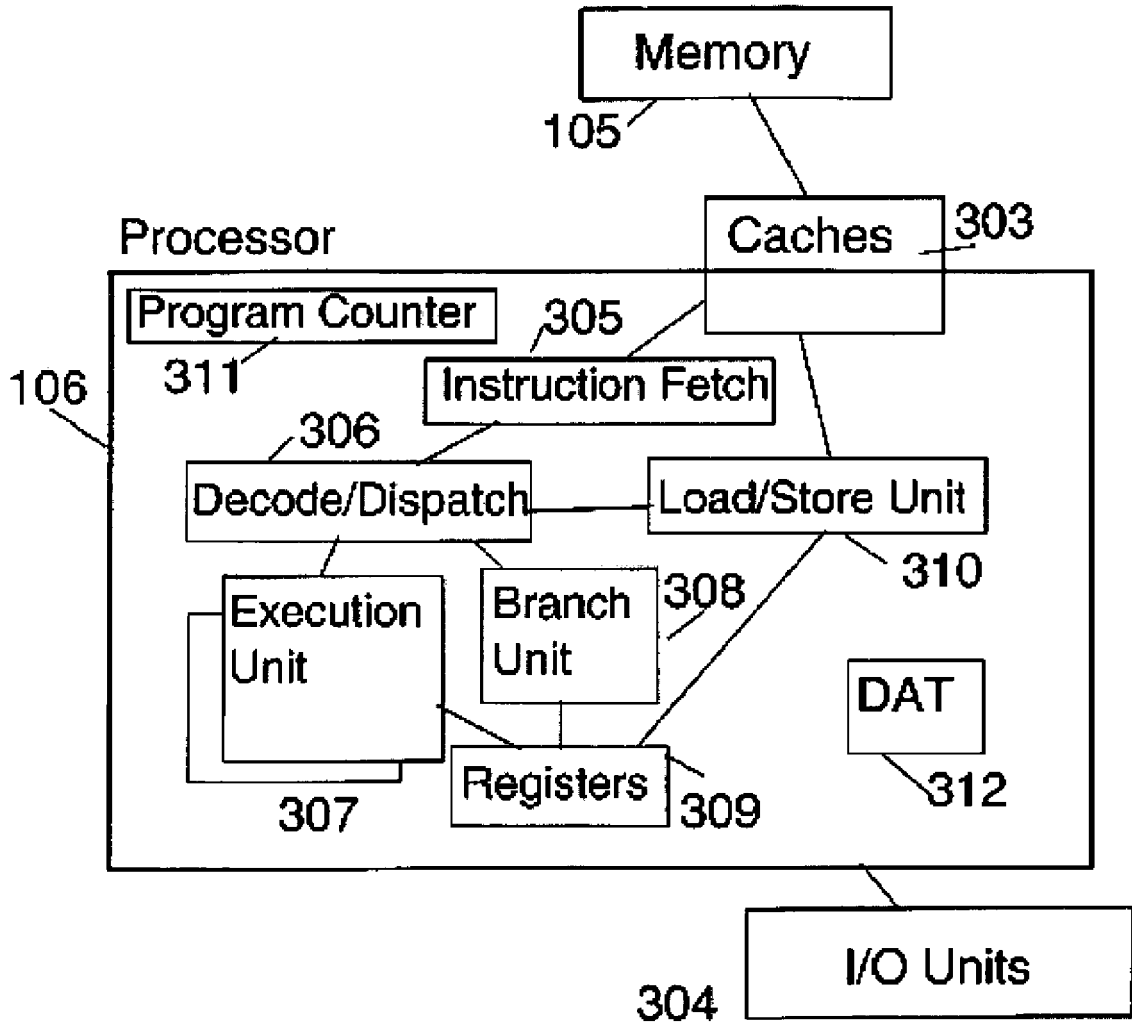 Memory
105
Caches
303
Processor
Program Counter
311
305
Instruction Fetch
106
306
Decode/Dispatch
Load/Store Unit
310
Execution
Unit
307
Branch
Unit
308
DAT
312
Registers
309
I/O Units
304